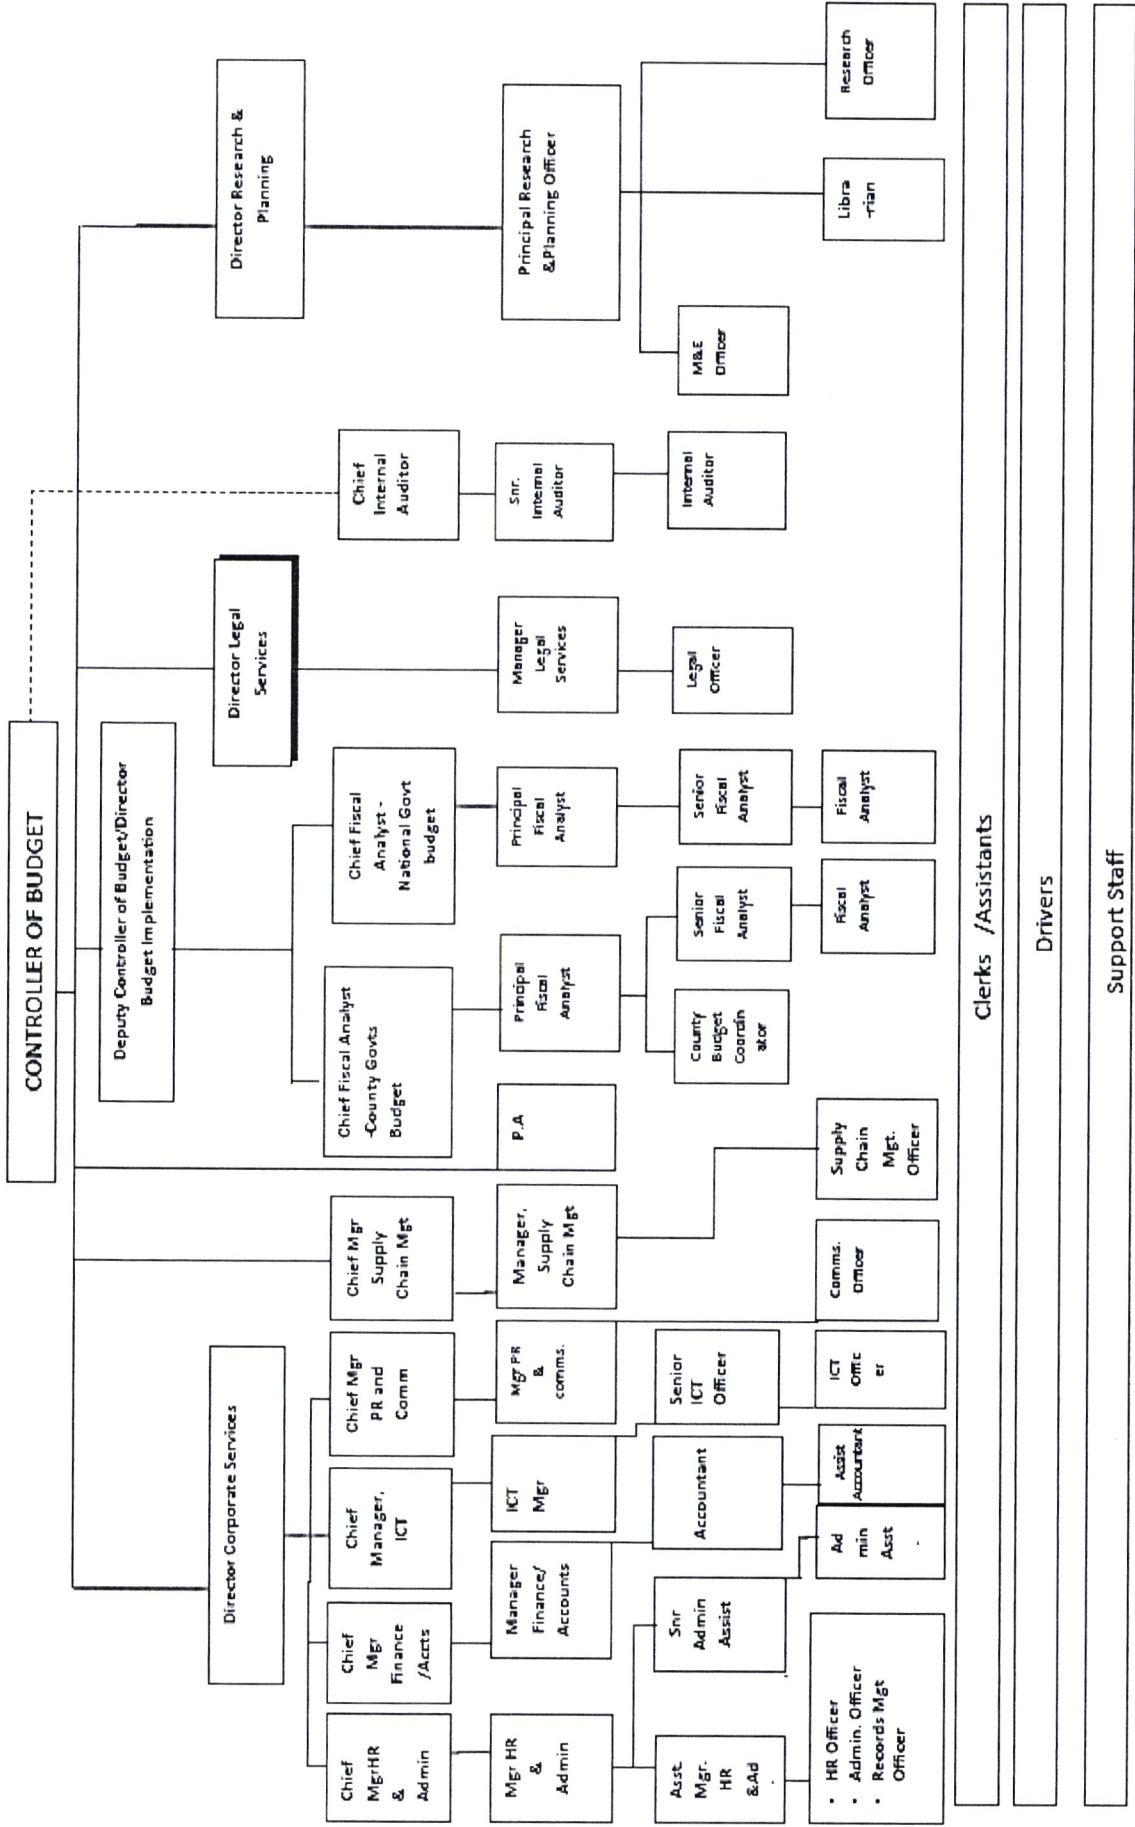 CONTROLLER OF BUDGET
Deputy Controller of Budget/Director
Budget Implementation
Director Corporate Services
Director Legal
Services
Director Research &
Planning
Chief
MgrHR
&
Admin
Chief
Mgr
Finance
/Accts
Chief
Manager,
ICT
Chief Mgr
PR and
Comm
Chief Mgr
Supply
Chain Mgt
Chief Fiscal Analyst
-County Govts
Budget
Chief Fiscal
Analyst -
National Govt
budget
Chief
Internal
Auditor
Mgr HR
&
Admin
Manager
Finance/
Accounts
ICT
Mgr
Mgr PR
&
comms.
Manager,
Supply
Chain Mgt
P.A
Principal
Fiscal
Analyst
Principal
Fiscal
Analyst
Manager
Legal
Services
Snr.
Internal
Auditor
Principal Research
&Planning Officer
Asst.
Mgr.
HR
&Ad
.
Snr
Admin
Assist
Accountant
Senior
ICT
Officer
County
Budget
Coordin
ator
Senior
Fiscal
Analyst
Senior
Fiscal
Analyst
Legal
Officer
Internal
Auditor
M&E
Officer
• HR Officer
• Admin. Officer
• Records Mgt
Officer
Ad
min
Asst
.
Assist
Accountant
ICT
Offic
er
Comms.
Officer
Supply
Chain
Mgt.
Officer
Fiscal
Analyst
Fiscal
Analyst
Libra
-rian
Research
Officer
Clerks /Assistants
Drivers
Support Staff